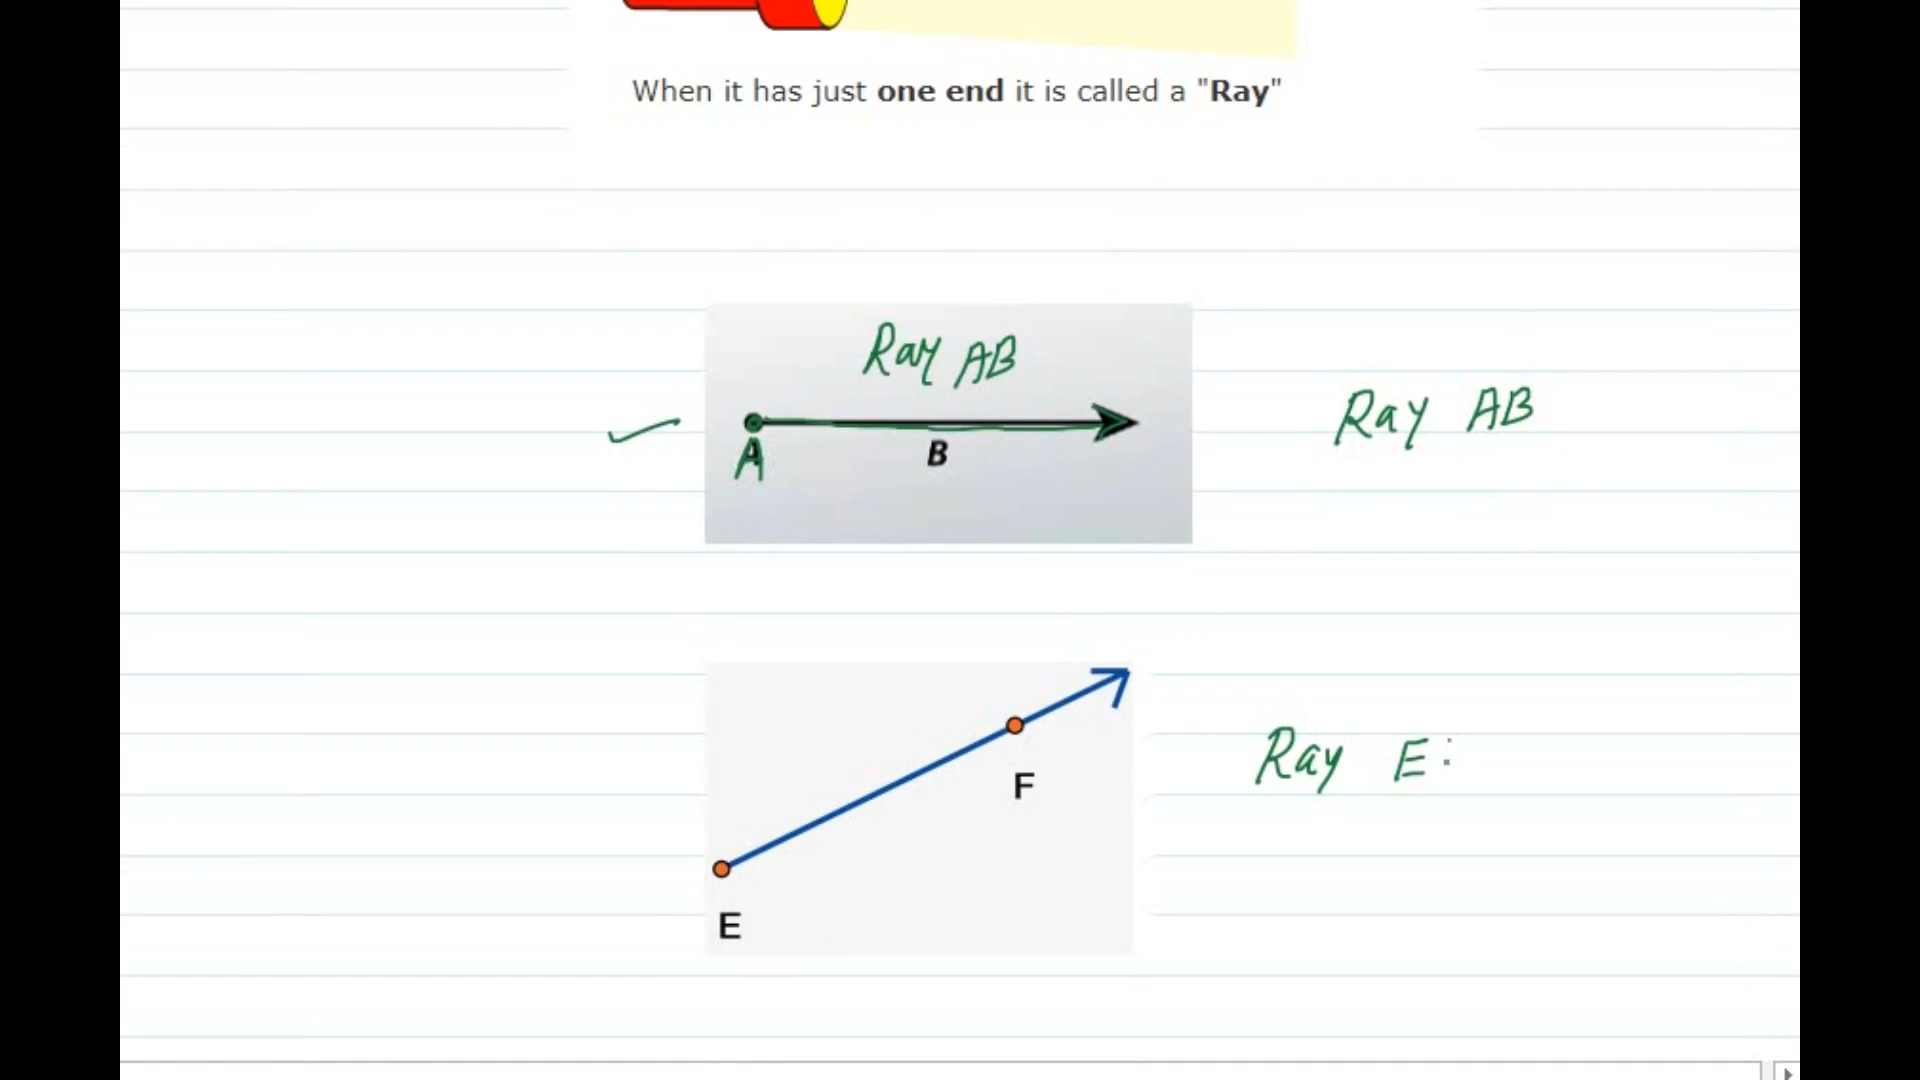 When it has just one end it is called a "Ray"
Ray AB
A
B
Ray AB
F
Ray E
E